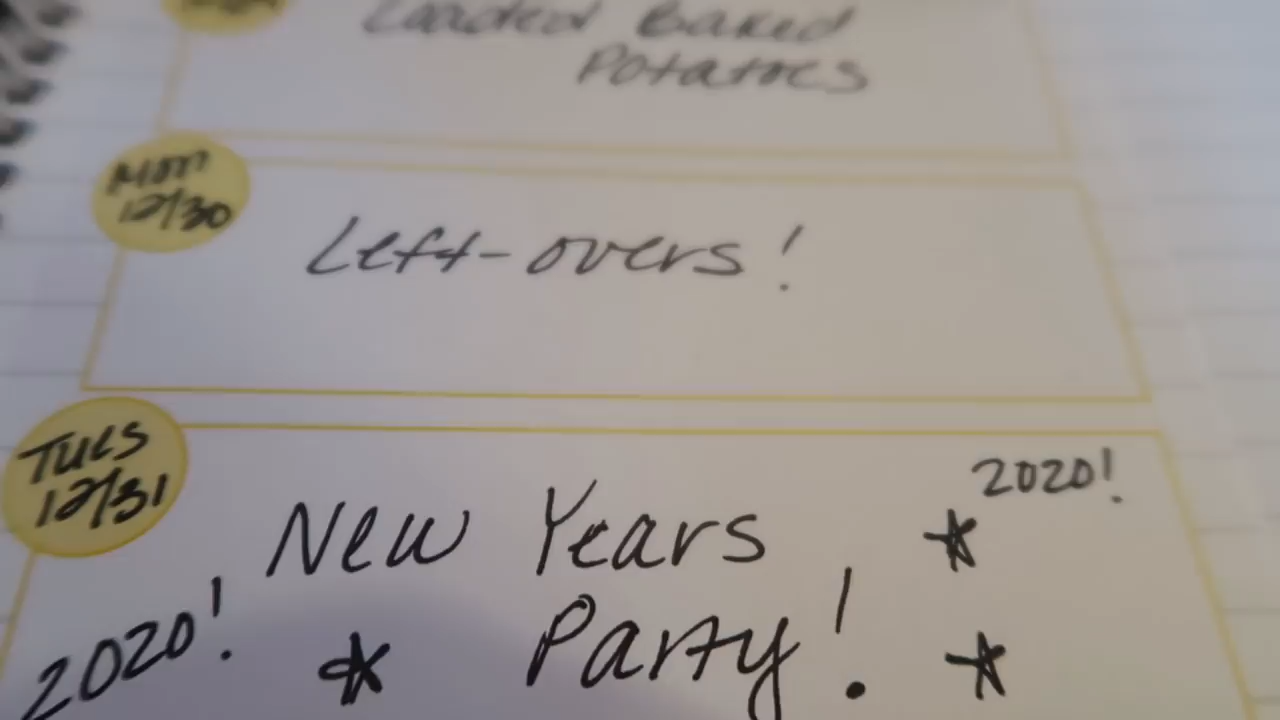 Loaded Baked
Potatoes
Mon
12/30
Left-overs!
Tues
12/31
2020!
New Years
Party!
2020!